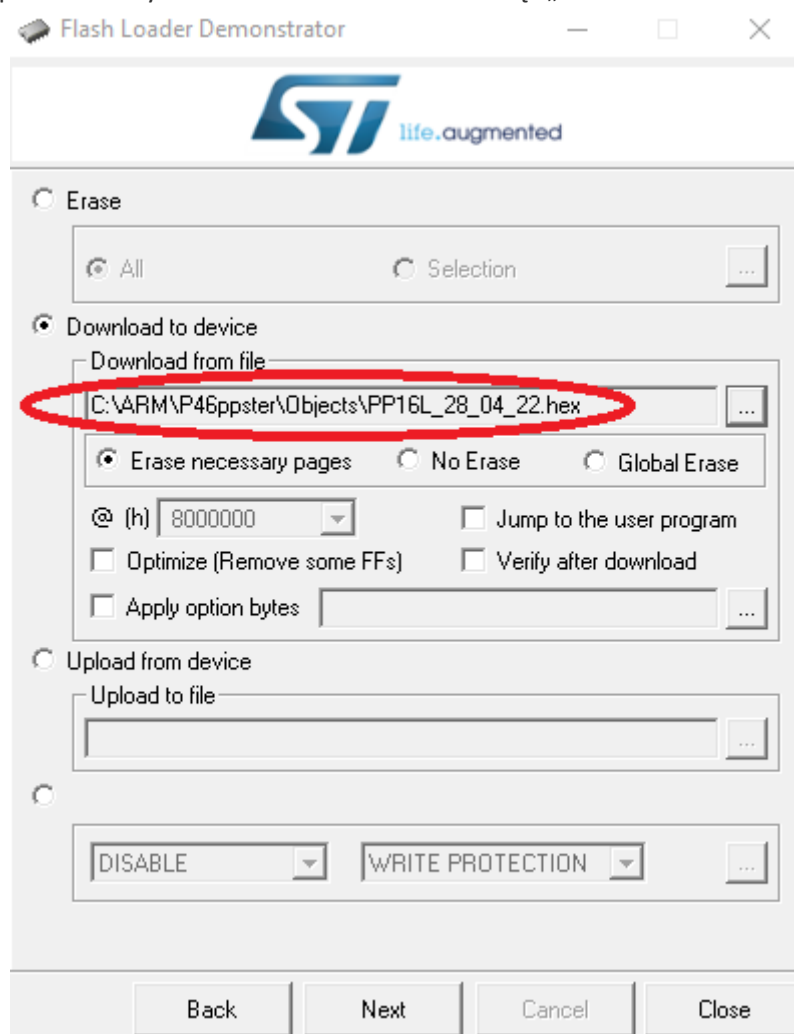 Flash Loader Demonstrator
ST life.augmented
Erase
All Selection ...
Download to device
Download from file
C:\ARM\P46ppster\Objects\PP16L_28_04_22.hex ...
Erase necessary pages No Erase Global Erase
@ (h) 8000000 Jump to the user program
Optimize (Remove some FFs) Verify after download
Apply option bytes ...
Upload from device
Upload to file
...
DISABLE WRITE PROTECTION ...
Back Next Cancel Close